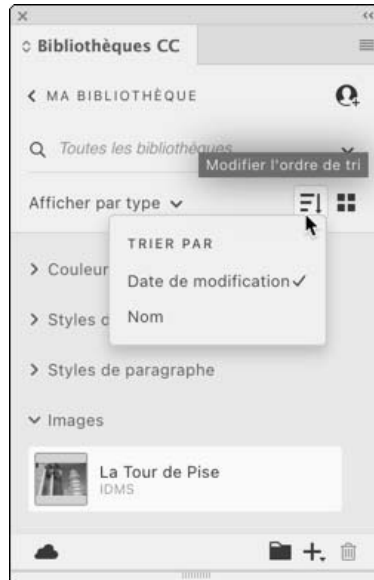 Bibliothèques CC
MA BIBLIOTHÈQUE
Toutes les bibliothèques
Modifier l'ordre de tri
Afficher par type
TRIER PAR
Couleur
Date de modification
Styles d
Nom
Styles de paragraphe
Images
La Tour de Pise
IDMS